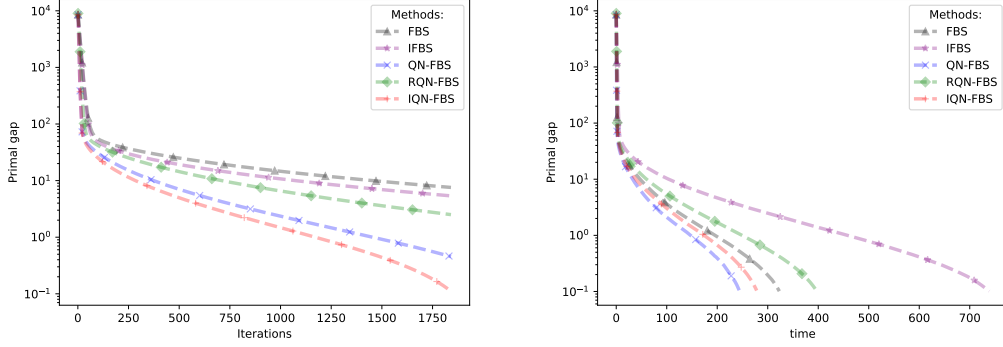 10⁴
10³
10²
10¹
10⁰
10⁻¹
Primal gap
0
250
500
750
1000
1250
1500
1750
Iterations
Methods:
FBS
IFBS
QN-FBS
RQN-FBS
IQN-FBS
10⁴
10³
10²
10¹
10⁰
10⁻¹
Primal gap
0
100
200
300
400
500
600
700
time
Methods:
FBS
IFBS
QN-FBS
RQN-FBS
IQN-FBS